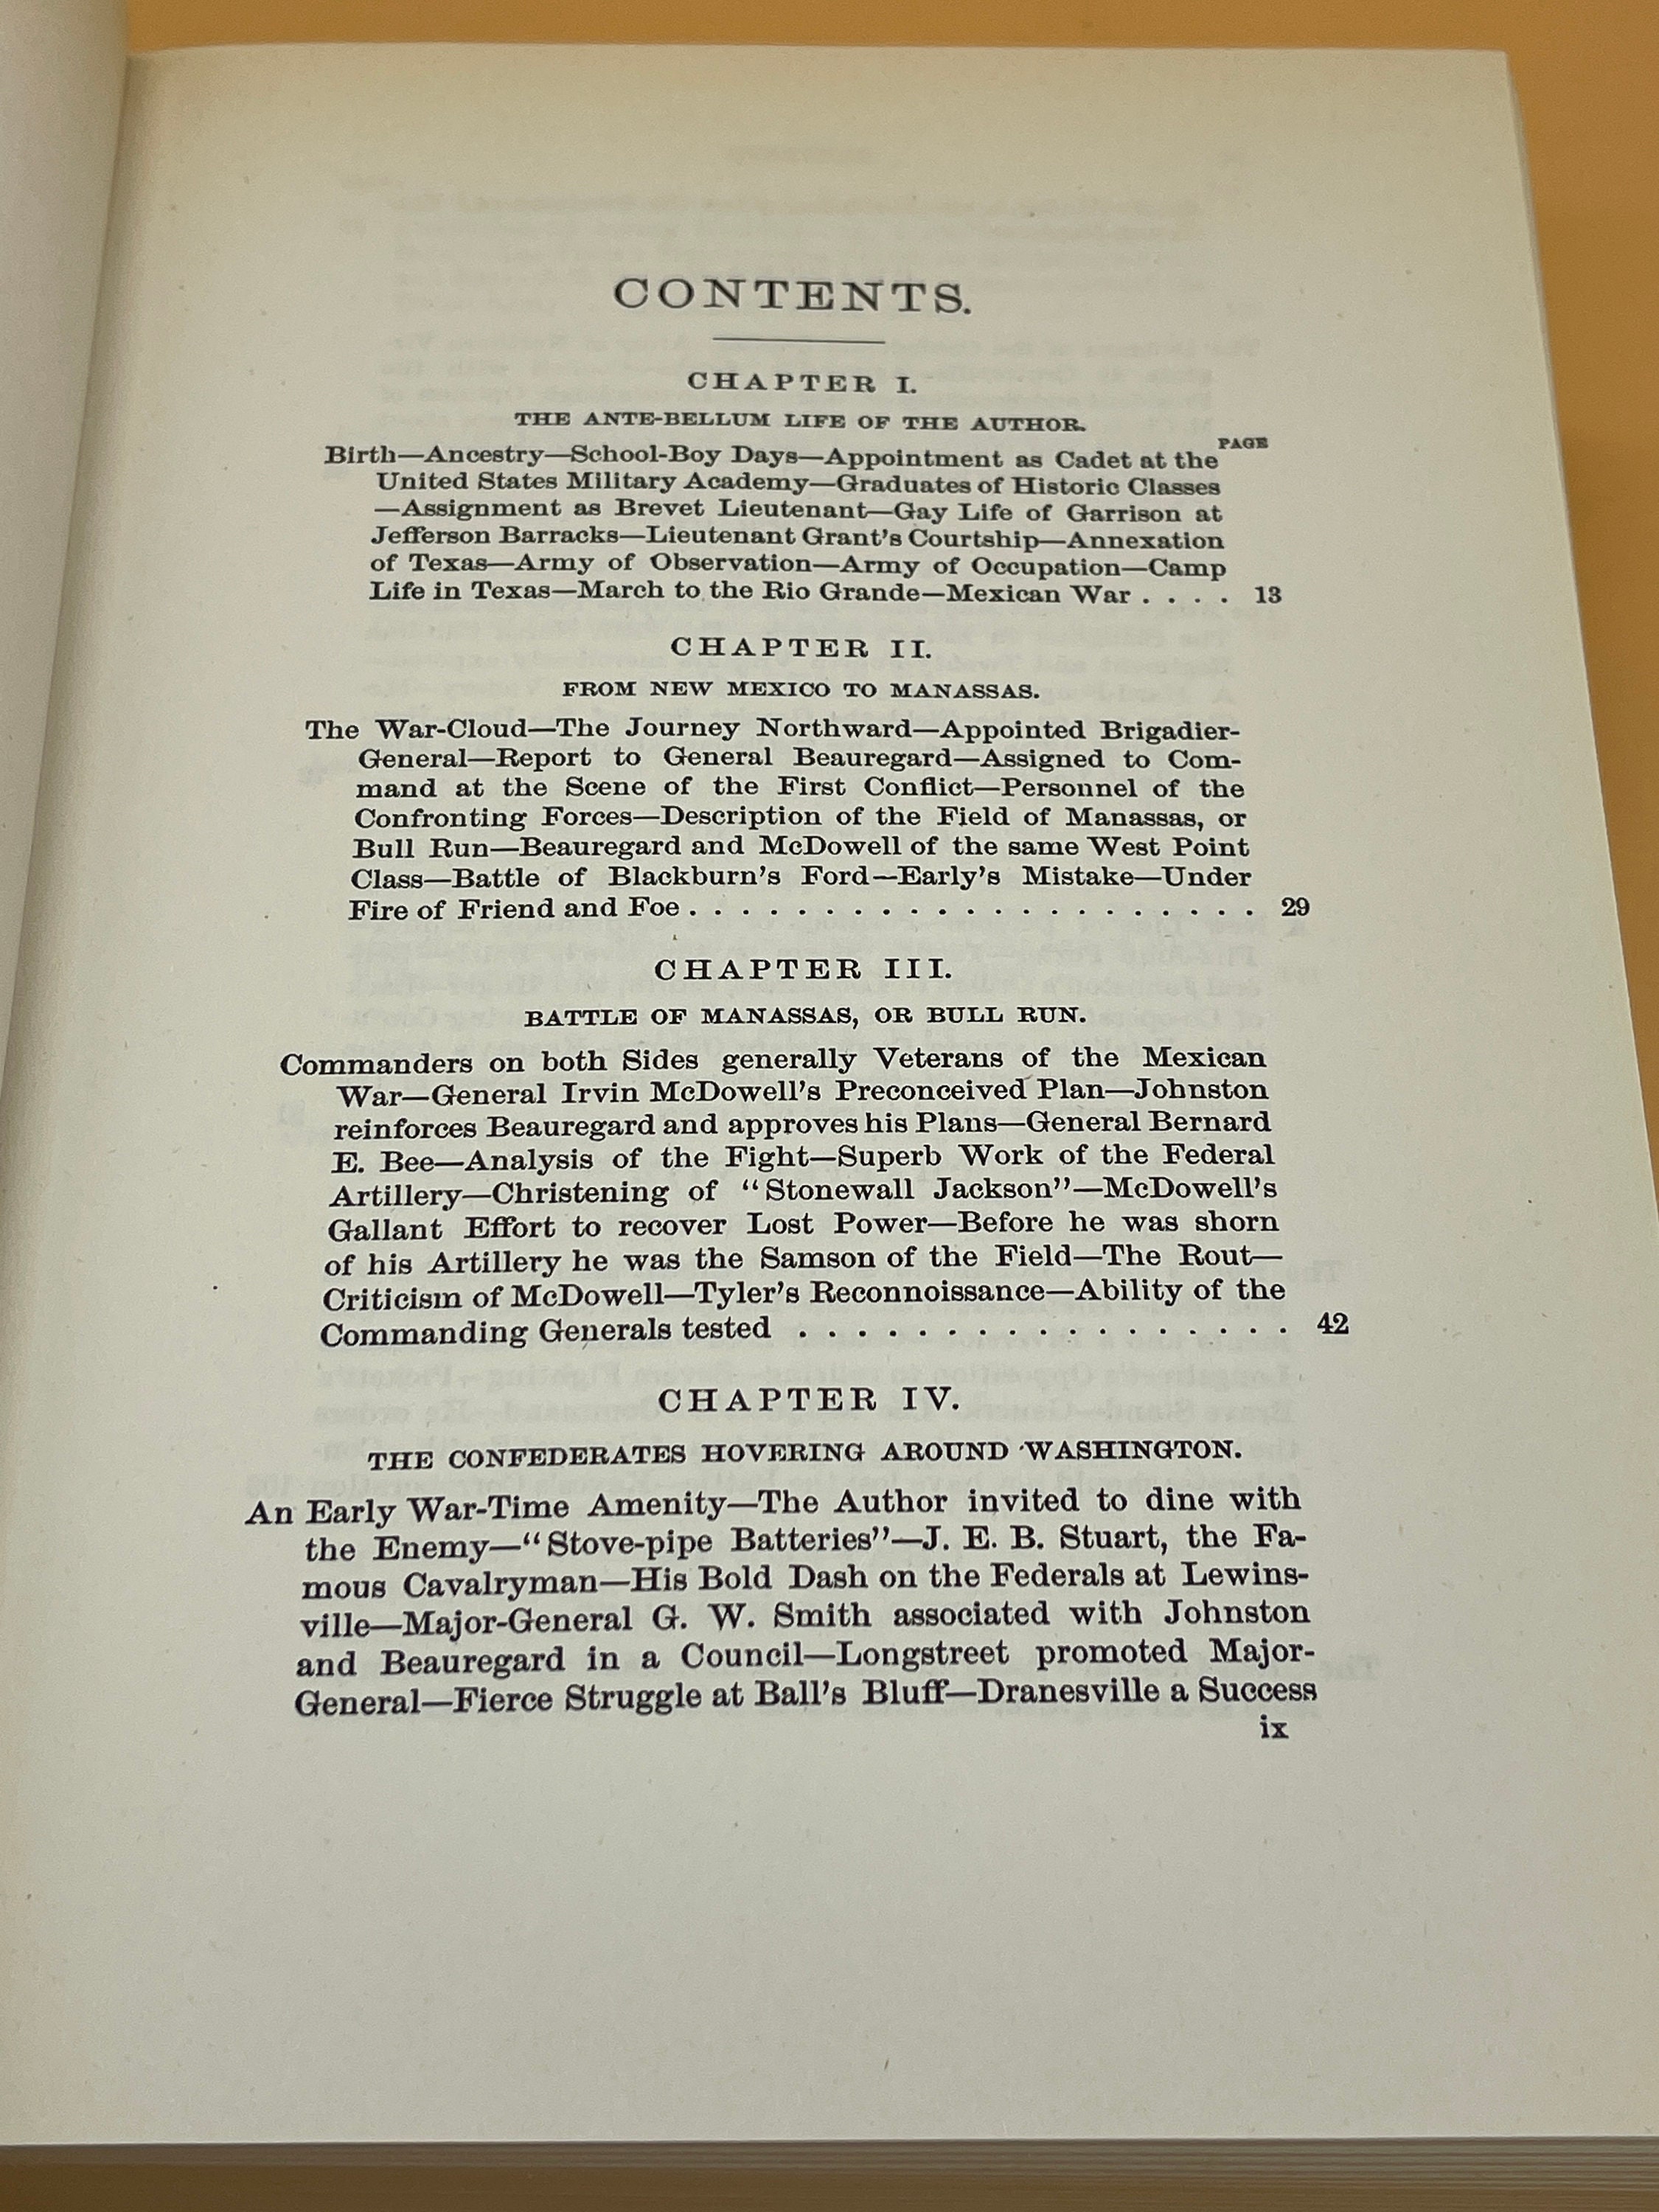 CONTENTS.
CHAPTER I.
THE ANTE-BELLUM LIFE OF THE AUTHOR.
PAGE
Birth—Ancestry—School-Boy Days—Appointment as Cadet at the
United States Military Academy—Graduates of Historic Classes
—Assignment as Brevet Lieutenant—Gay Life of Garrison at
Jefferson Barracks—Lieutenant Grant's Courtship—Annexation
of Texas—Army of Observation—Army of Occupation—Camp
Life in Texas—March to the Rio Grande—Mexican War . . . . 13
CHAPTER II.
FROM NEW MEXICO TO MANASSAS.
The War-Cloud—The Journey Northward—Appointed Brigadier-
General—Report to General Beauregard—Assigned to Com-
mand at the Scene of the First Conflict—Personnel of the
Confronting Forces—Description of the Field of Manassas, or
Bull Run—Beauregard and McDowell of the same West Point
Class—Battle of Blackburn's Ford—Early's Mistake—Under
Fire of Friend and Foe . . . . . . . . . . . . . . . . . . . . . 29
CHAPTER III.
BATTLE OF MANASSAS, OR BULL RUN.
Commanders on both Sides generally Veterans of the Mexican
War—General Irvin McDowell's Preconceived Plan—Johnston
reinforces Beauregard and approves his Plans—General Bernard
E. Bee—Analysis of the Fight—Superb Work of the Federal
Artillery—Christening of "Stonewall Jackson"—McDowell's
Gallant Effort to recover Lost Power—Before he was shorn
of his Artillery he was the Samson of the Field—The Rout—
Criticism of McDowell—Tyler's Reconnoissance—Ability of the
Commanding Generals tested . . . . . . . . . . . . . . . . . 42
CHAPTER IV.
THE CONFEDERATES HOVERING AROUND WASHINGTON.
An Early War-Time Amenity—The Author invited to dine with
the Enemy—"Stove-pipe Batteries"—J. E. B. Stuart, the Fa-
mous Cavalryman—His Bold Dash on the Federals at Lewins-
ville—Major-General G. W. Smith associated with Johnston
and Beauregard in a Council—Longstreet promoted Major-
General—Fierce Struggle at Ball's Bluff—Dranesville a Success
ix